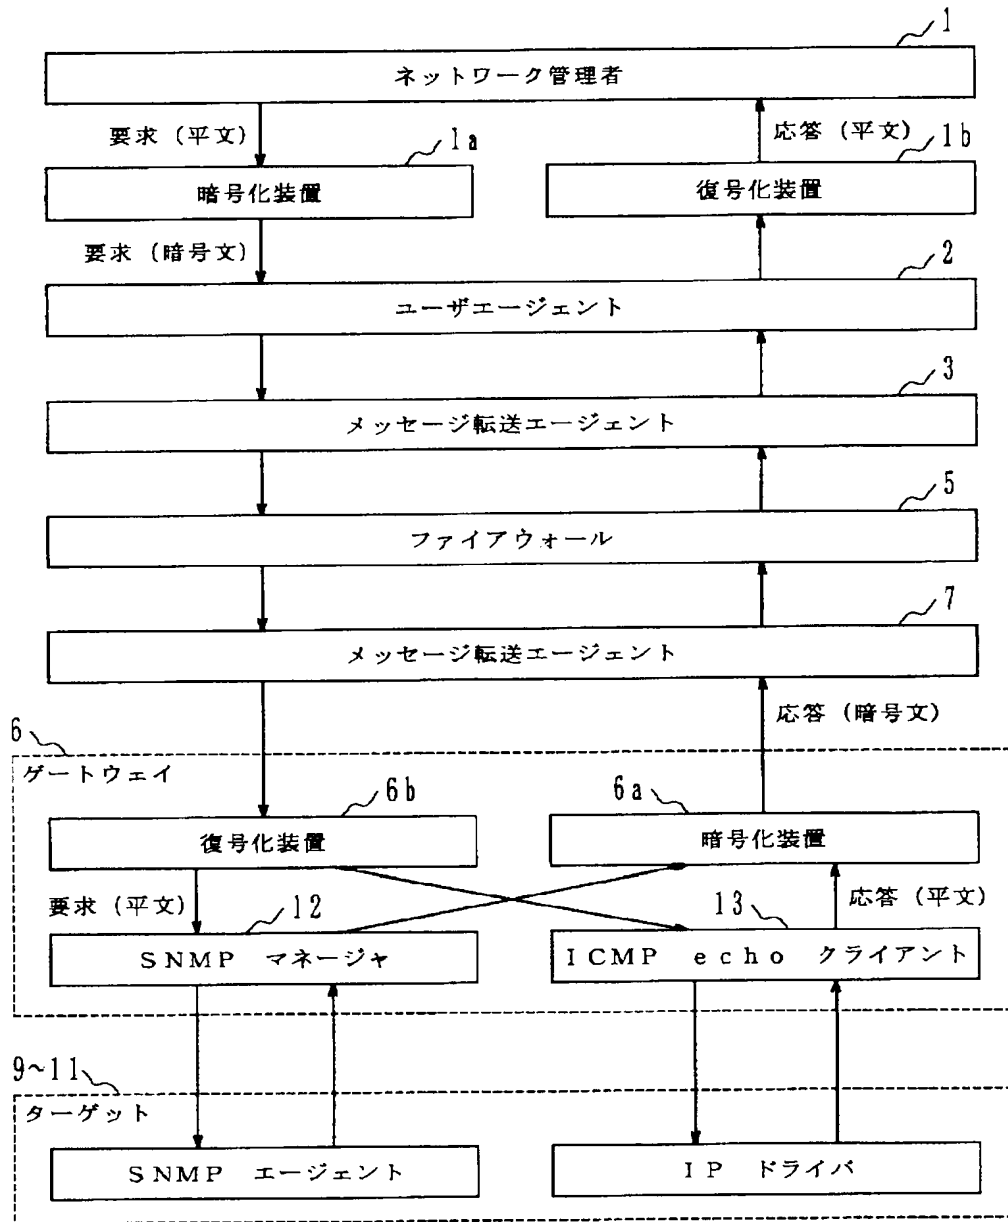 1
ネットワーク管理者
要求 (平文)
応答 (平文)
1a
1b
暗号化装置
復号化装置
要求 (暗号文)
2
ユーザエージェント
3
メッセージ転送エージェント
5
ファイアウォール
7
メッセージ転送エージェント
応答 (暗号文)
6
ゲートウェイ
6b
6a
復号化装置
暗号化装置
要求 (平文)
12
13
応答 (平文)
SNMP マネージャ
ICMP echo クライアント
9~11
ターゲット
SNMP エージェント
IP ドライバ